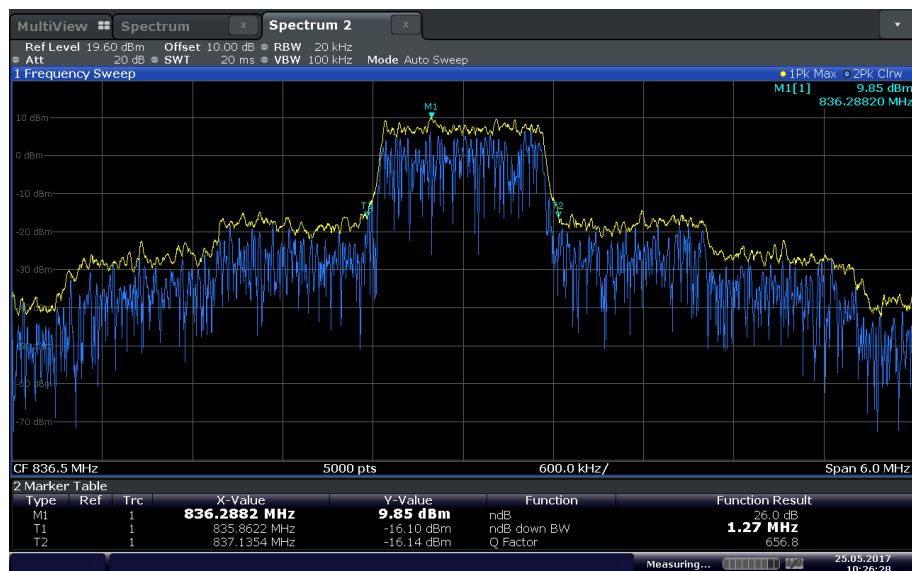 MultiView Spectrum x Spectrum 2 x
Ref Level 19.60 dBm Offset 10.00 dB RBW 20 kHz
Att 20 dB SWT 20 ms VBW 100 kHz Mode Auto Sweep
1 Frequency Sweep 1Pk Max 2Pk Clrw
M1[1] 9.85 dBm
836.28820 MHz
M1
10 dBm
0 dBm
-10 dBm
T1 T2
-20 dBm
-30 dBm
-60 dBm
-70 dBm
CF 836.5 MHz 5000 pts 600.0 kHz/ Span 6.0 MHz
2 Marker Table
Type Ref Trc X-Value Y-Value Function Function Result
M1 1 836.2882 MHz 9.85 dBm ndB 26.0 dB
T1 1 835.8622 MHz -16.10 dBm ndB down BW 1.27 MHz
T2 1 837.1354 MHz -16.14 dBm Q Factor 656.8
Measuring... 25.05.2017
10:26:28